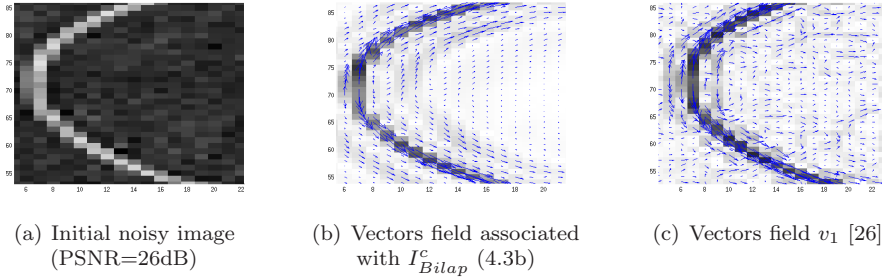 85
80
75
70
65
60
55
6 8 10 12 14 16 18 20 22
85
80
75
70
65
60
55
6 8 10 12 14 16 18 20
85
80
75
70
65
60
55
6 8 10 12 14 16 18 20 22
(a) Initial noisy image
(PSNR=26dB)
(b) Vectors field associated
with I^c_{Bilap} (4.3b)
(c) Vectors field v_1 [26]